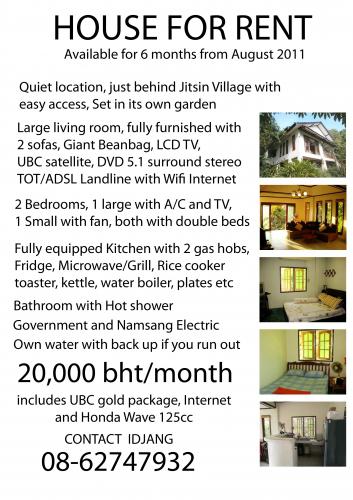 HOUSE FOR RENT
Available for 6 months from August 2011
Quiet location, just behind Jitsin Village with
easy access, Set in its own garden
Large living room, fully furnished with
2 sofas, Giant Beanbag, LCD TV,
UBC satellite, DVD 5.1 surround stereo
TOT/ADSL Landline with Wifi Internet
2 Bedrooms, 1 large with A/C and TV,
1 Small with fan, both with double beds
Fully equipped Kitchen with 2 gas hobs,
Fridge, Microwave/Grill, Rice cooker
toaster, kettle, water boiler, plates etc
Bathroom with Hot shower
Government and Namsang Electric
Own water with back up if you run out
20,000 bht/month
includes UBC gold package, Internet
and Honda Wave 125cc
CONTACT IDJANG
08-62747932